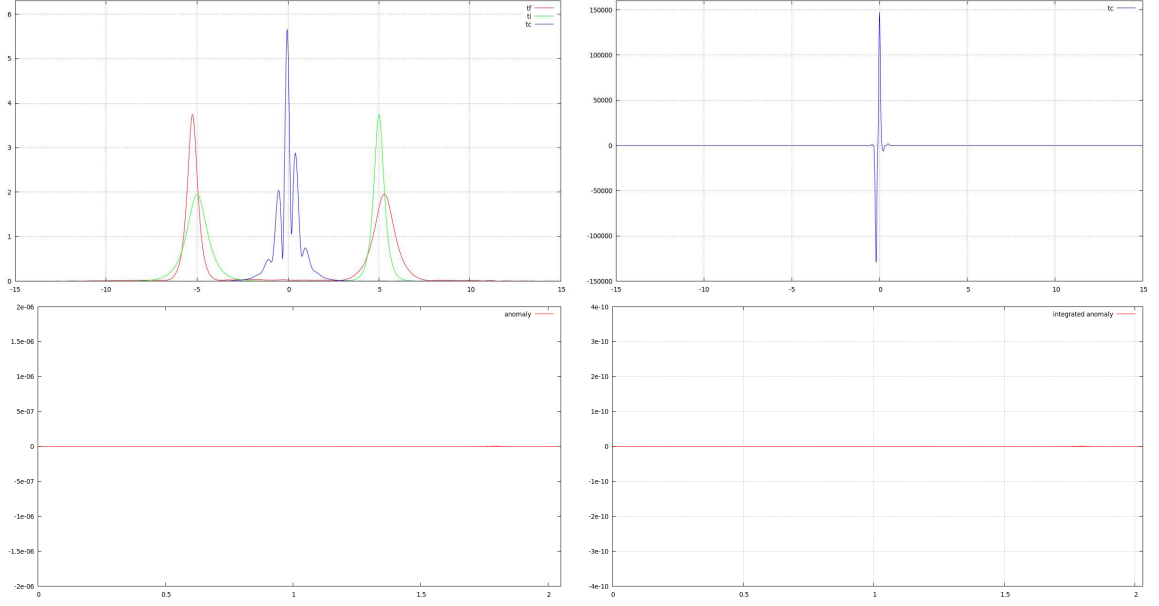 6
5
4
3
2
1
0
-15 -10 -5 0 5 10 15
tf
ti
tc
150000
100000
50000
0
-50000
-100000
-150000
-15 -10 -5 0 5 10 15
tc
2e-06
1.5e-06
1e-06
5e-07
0
-5e-07
-1e-06
-1.5e-06
-2e-06
0 0.5 1 1.5 2
anomaly
4e-10
3e-10
2e-10
1e-10
0
-1e-10
-2e-10
-3e-10
-4e-10
0 0.5 1 1.5 2
integrated anomaly